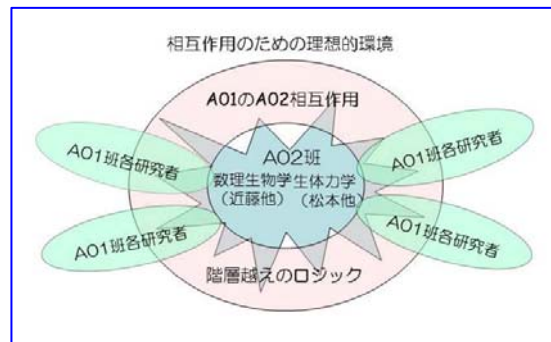 相互作用のための理想的環境
A01のA02相互作用
A01班各研究者
A01班各研究者
A02班
数理生物学 生体力学
(近藤他) (松本他)
A01班各研究者
A01班各研究者
階層越えのロジック